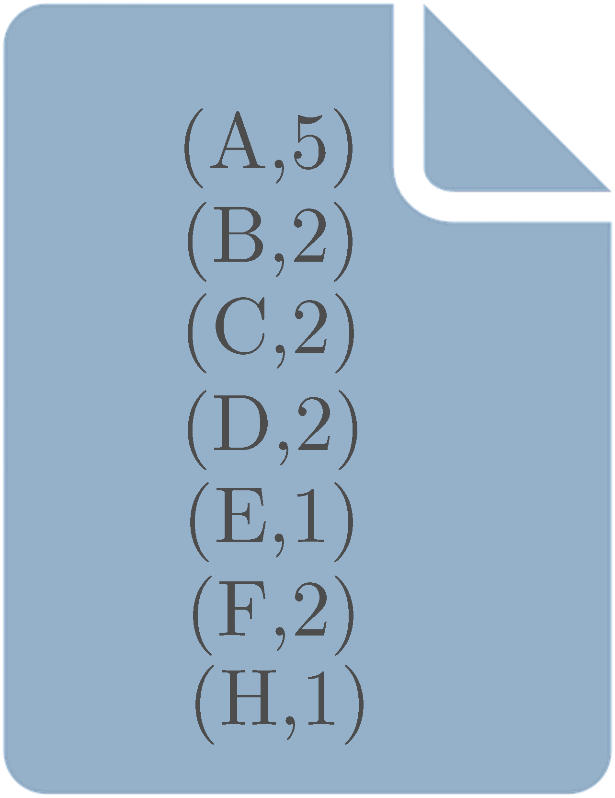 (A,5)
(B,2)
(C,2)
(D,2)
(E,1)
(F,2)
(H,1)